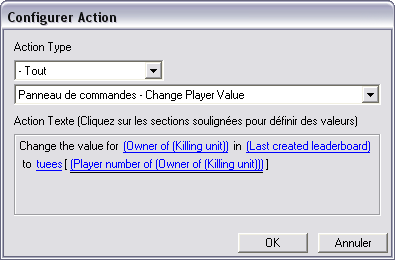 Configurer Action
Action Type
- Tout
Panneau de commandes - Change Player Value
Action Texte (Cliquez sur les sections soulignées pour définir des valeurs)
Change the value for (Owner of (Killing unit)) in (Last created leaderboard)
to tuees[ (Player number of (Owner of (Killing unit))) ]
OK
Annuler